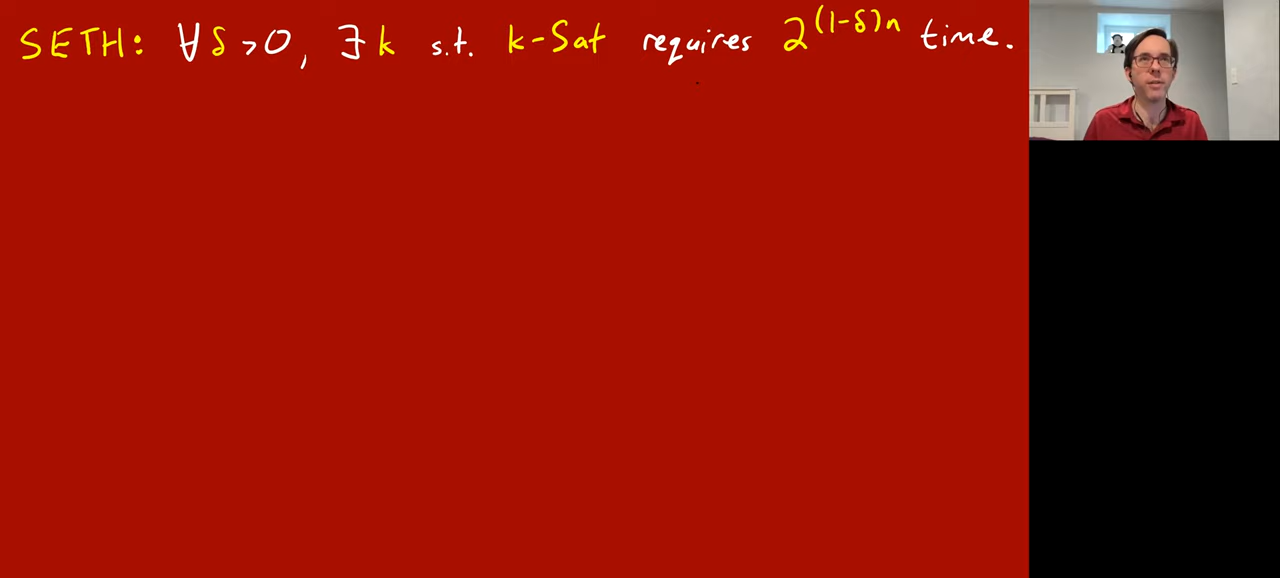 SETH: ∀ δ > 0, ∃ k s.t. k-Sat requires 2^(1-δ)n time.